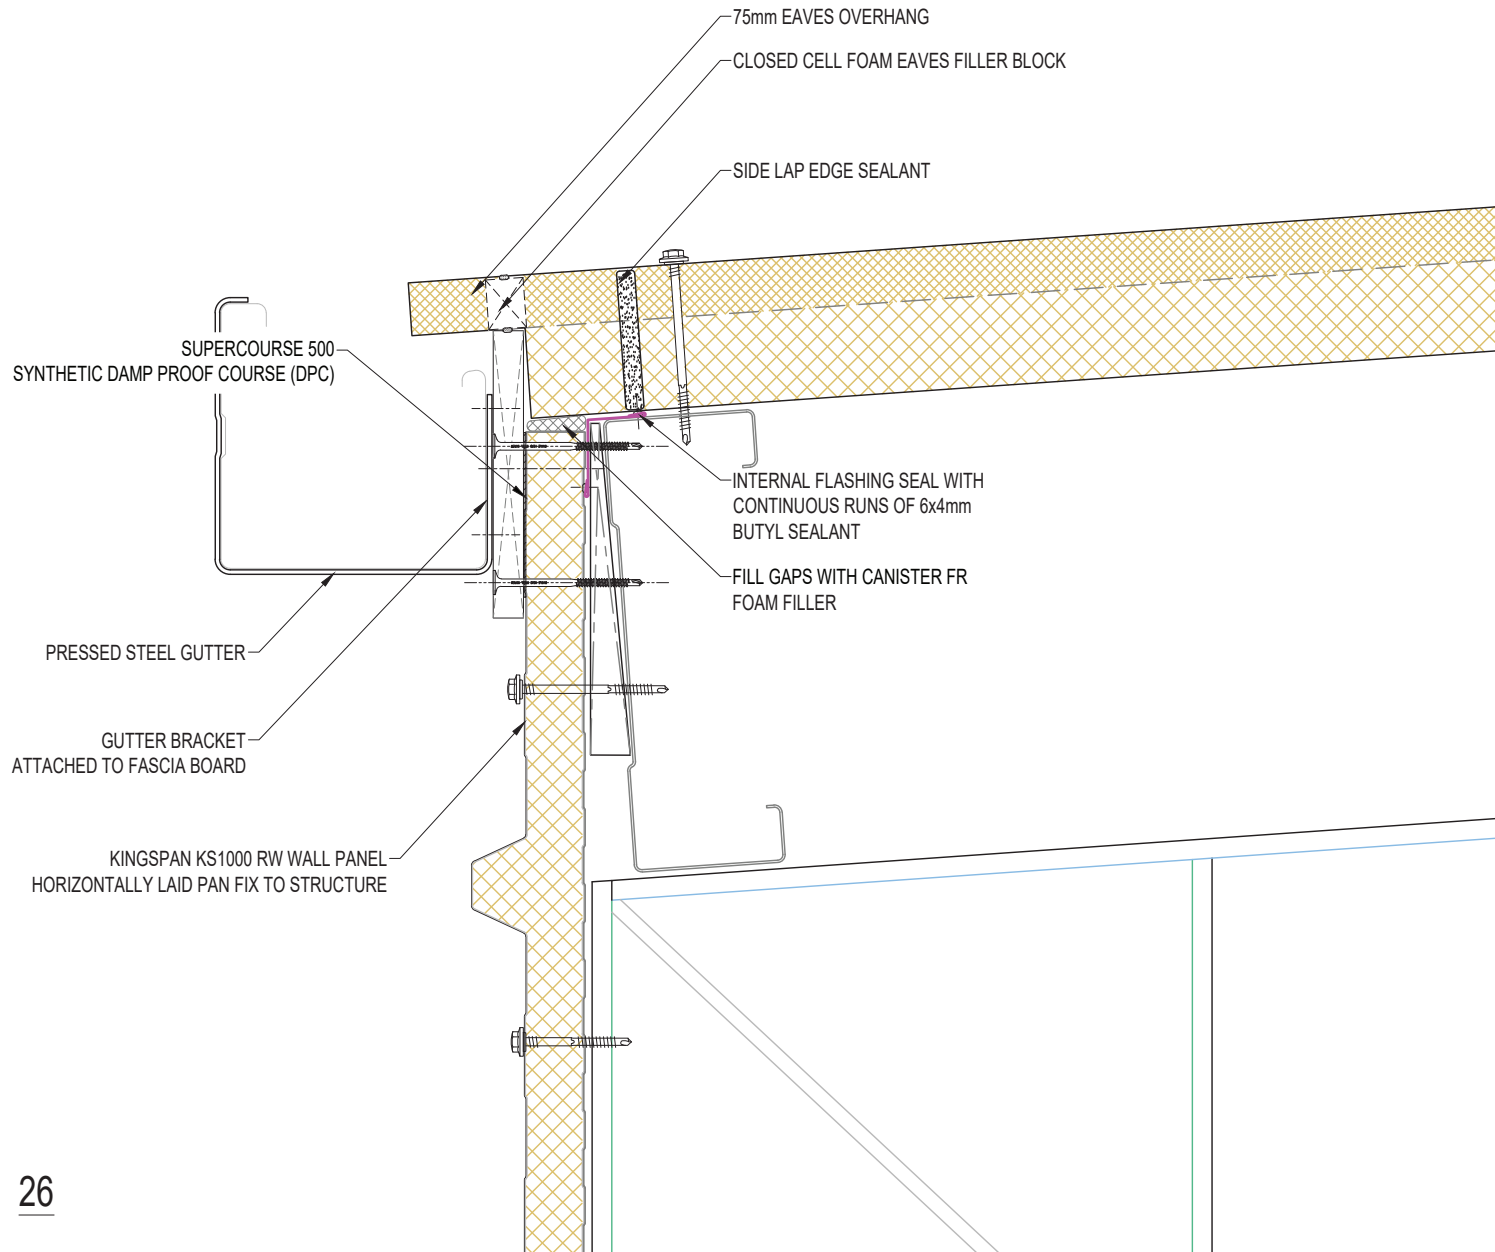 75mm EAVES OVERHANG
CLOSED CELL FOAM EAVES FILLER BLOCK
SIDE LAP EDGE SEALANT
SUPERCOURSE 500
SYNTHETIC DAMP PROOF COURSE (DPC)
INTERNAL FLASHING SEAL WITH
CONTINUOUS RUNS OF 6x4mm
BUTYL SEALANT
FILL GAPS WITH CANISTER FR
FOAM FILLER
PRESSED STEEL GUTTER
GUTTER BRACKET
ATTACHED TO FASCIA BOARD
KINGSPAN KS1000 RW WALL PANEL
HORIZONTALLY LAID PAN FIX TO STRUCTURE
26